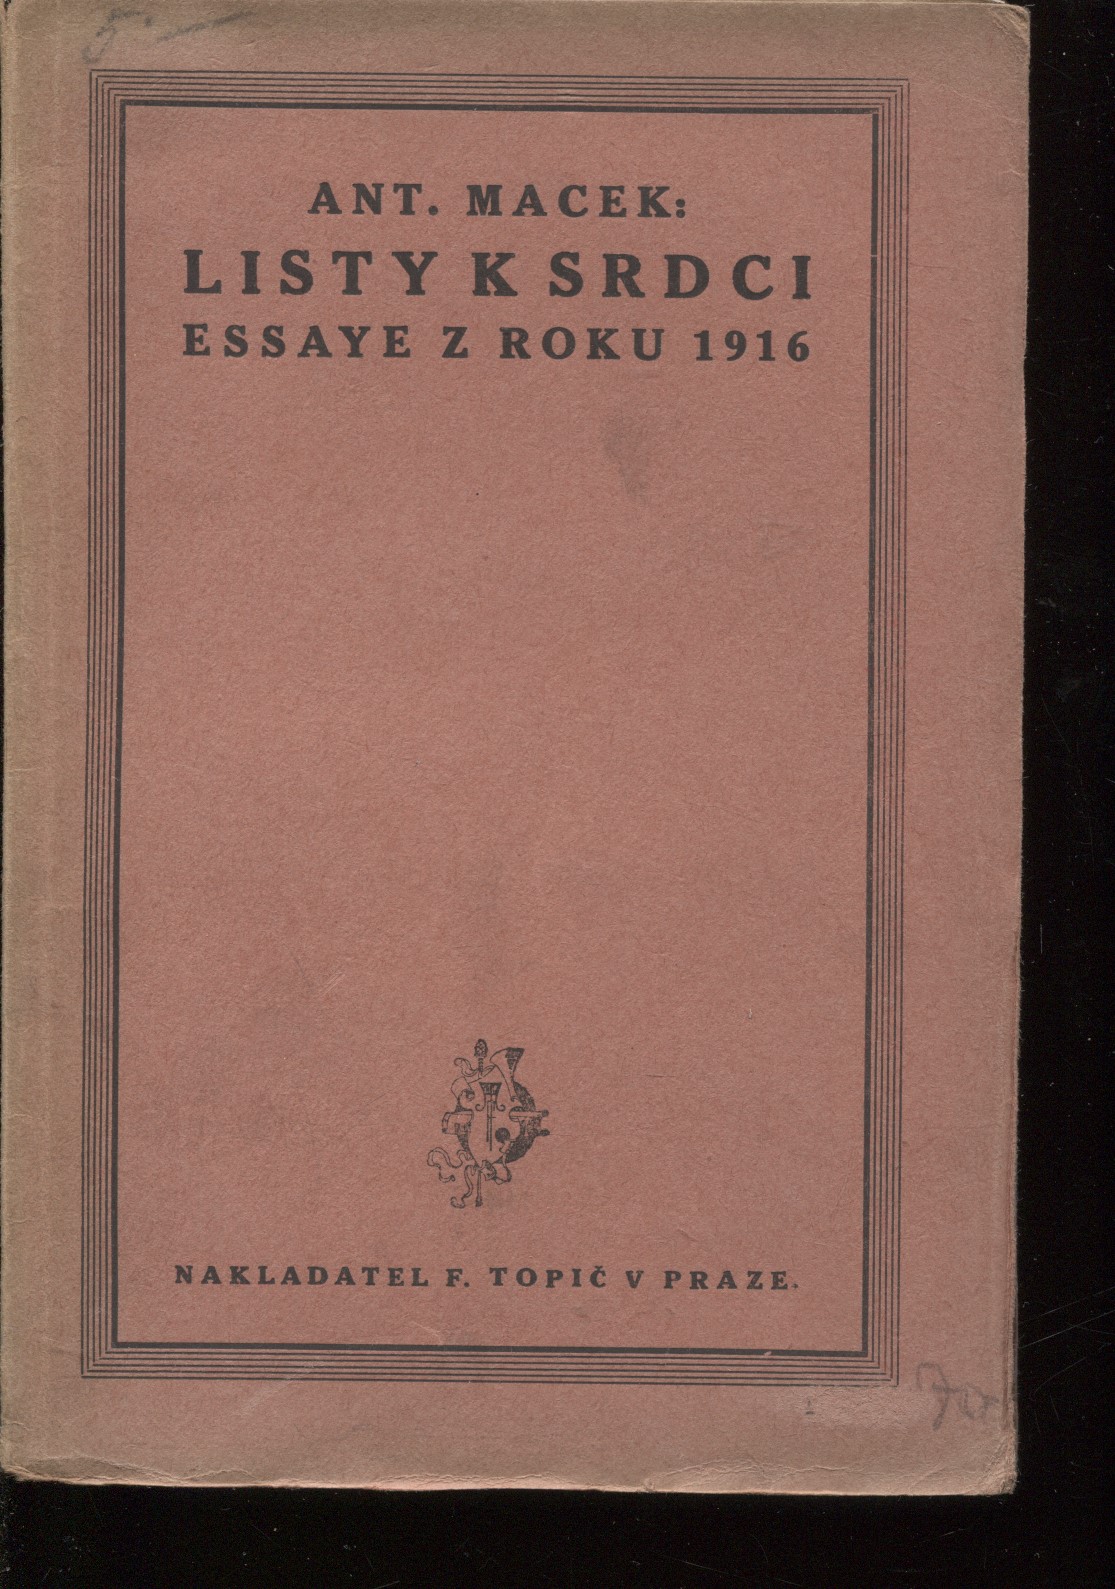 ANT. MACEK:
LISTY K SRDCI
ESSAYE Z ROKU 1916
NAKLADATEL F. TOPIČ V PRAZE.